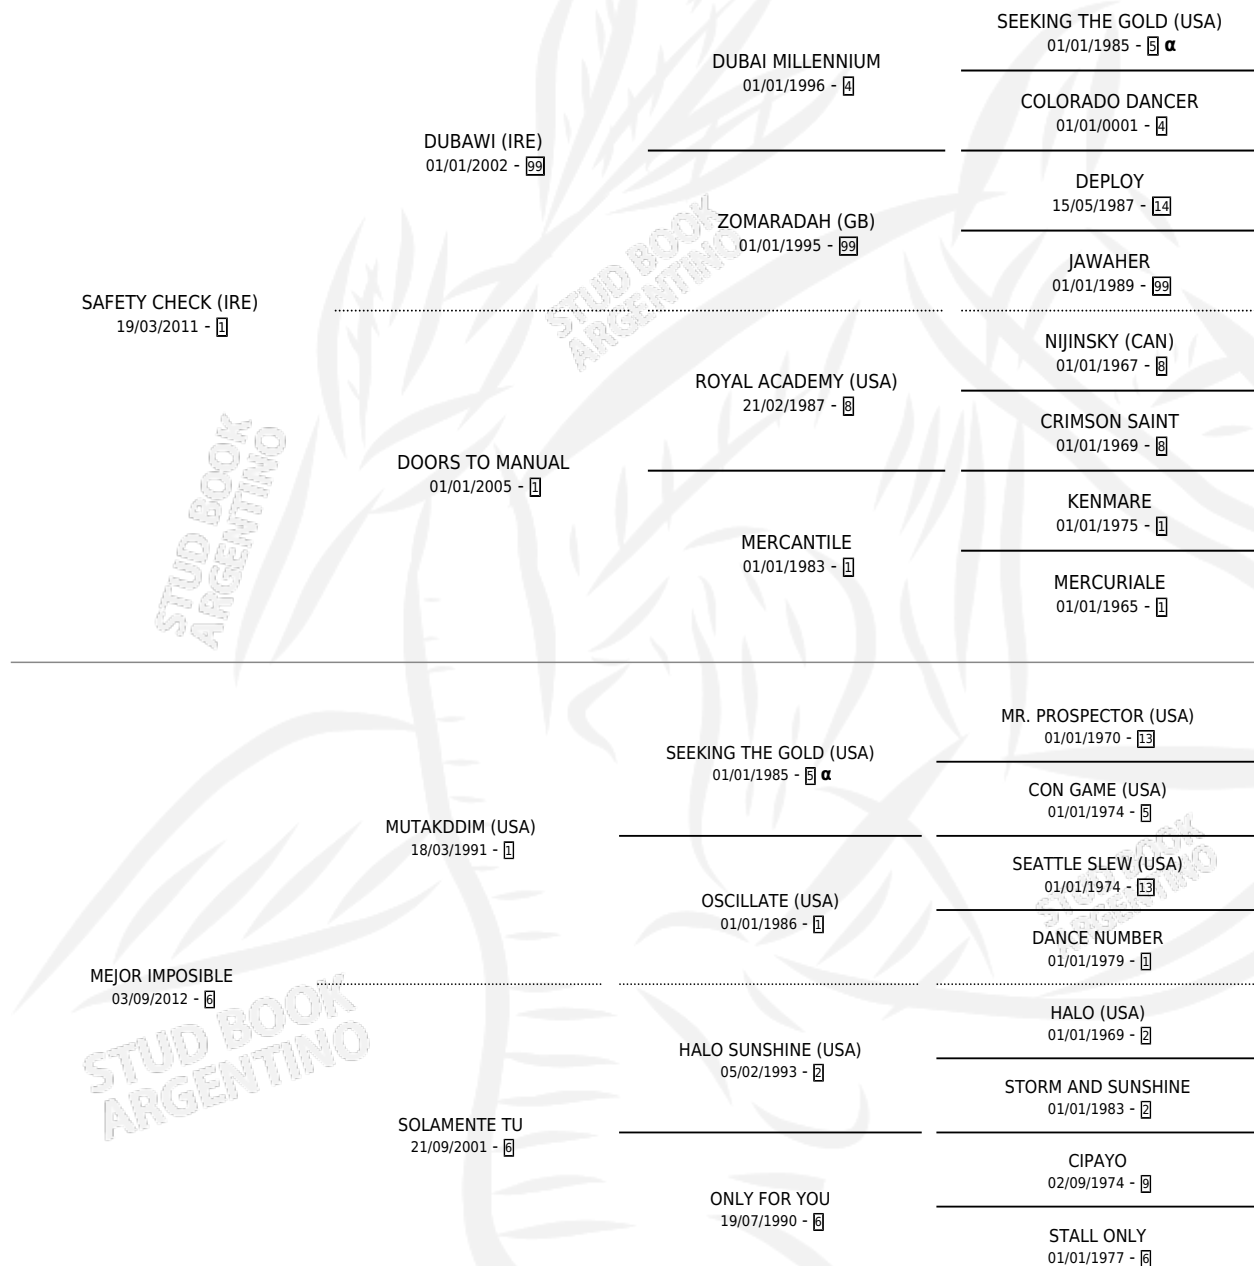 SEEKING THE GOLD (USA)
01/01/1985 - 5 α
DUBAI MILLENNIUM
01/01/1996 - 4
COLORADO DANCER
01/01/0001 - 4
DUBAWI (IRE)
01/01/2002 - 99
DEPLOY
15/05/1987 - 14
ZOMARADAH (GB)
01/01/1995 - 99
JAWAHER
01/01/1989 - 99
SAFETY CHECK (IRE)
19/03/2011 - 1
NIJINSKY (CAN)
01/01/1967 - 8
ROYAL ACADEMY (USA)
21/02/1987 - 8
CRIMSON SAINT
01/01/1969 - 8
DOORS TO MANUAL
01/01/2005 - 1
KENMARE
01/01/1975 - 1
MERCANTILE
01/01/1983 - 1
MERCURIALE
01/01/1965 - 1
MR. PROSPECTOR (USA)
01/01/1970 - 13
SEEKING THE GOLD (USA)
01/01/1985 - 5 α
CON GAME (USA)
01/01/1974 - 5
MUTAKDDIM (USA)
18/03/1991 - 1
SEATTLE SLEW (USA)
01/01/1974 - 13
OSCILLATE (USA)
01/01/1986 - 1
DANCE NUMBER
01/01/1979 - 1
MEJOR IMPOSIBLE
03/09/2012 - 6
HALO (USA)
01/01/1969 - 2
HALO SUNSHINE (USA)
05/02/1993 - 2
STORM AND SUNSHINE
01/01/1983 - 2
SOLAMENTE TU
21/09/2001 - 6
CIPAYO
02/09/1974 - 9
ONLY FOR YOU
19/07/1990 - 6
STALL ONLY
01/01/1977 - 6
STUD BOOK
ARGENTINO
STUD BOOK
ARGENTINO
STUD BOOK
ARGENTINO
STUD BOOK
ARGENTINO